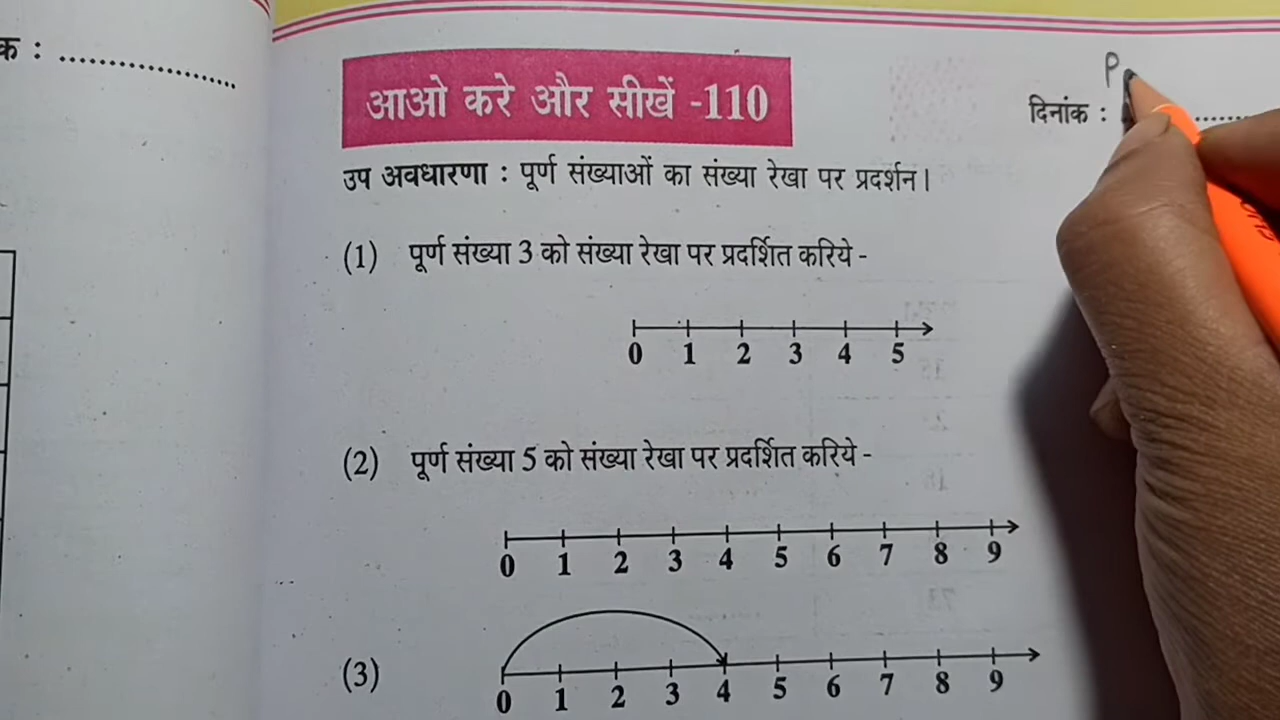 क : ....................
आओ करे और सीखें -110
P
दिनांक : ........
उप अवधारणा : पूर्ण संख्याओं का संख्या रेखा पर प्रदर्शन।
(1) पूर्ण संख्या 3 को संख्या रेखा पर प्रदर्शित करिये -
0 1 2 3 4 5
(2) पूर्ण संख्या 5 को संख्या रेखा पर प्रदर्शित करिये -
0 1 2 3 4 5 6 7 8 9
(3)
0 1 2 3 4 5 6 7 8 9